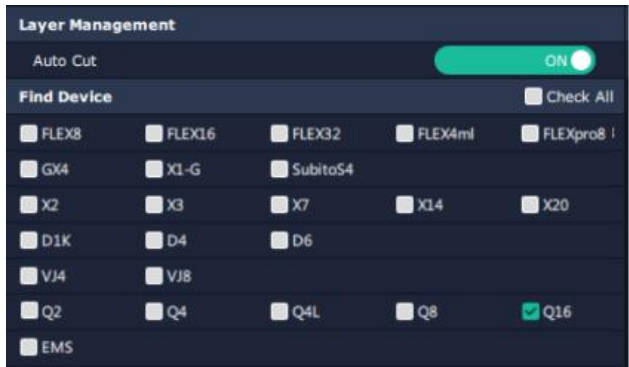 Layer Management
Auto Cut ON
Find Device Check All
FLEX8 FLEX16 FLEX32 FLEX4ml FLEXpro8
GX4 X1-G SubitoS4
X2 X3 X7 X14 X20
D1K D4 D6
VJ4 VJ8
Q2 Q4 Q4L Q8 Q16
EMS